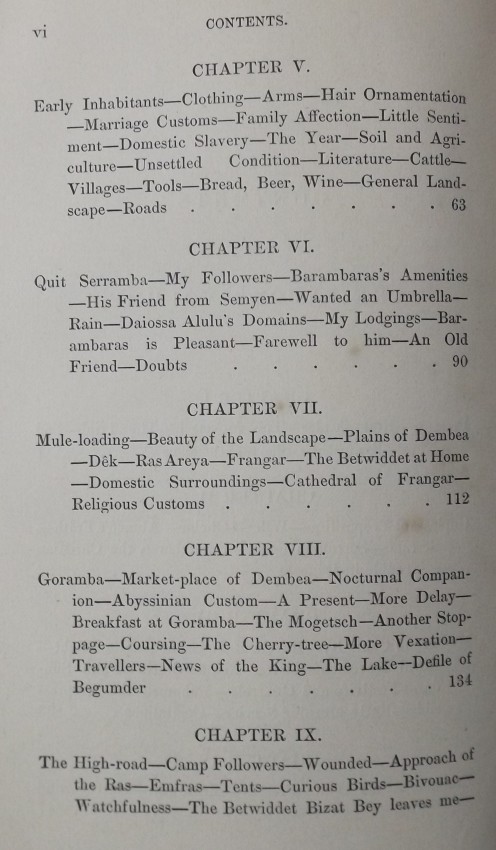 vi
CONTENTS.
CHAPTER V.
Early Inhabitants—Clothing—Arms—Hair Ornamentation
—Marriage Customs—Family Affection—Little Senti-
ment—Domestic Slavery—The Year—Soil and Agri-
culture—Unsettled Condition—Literature—Cattle—
Villages—Tools—Bread, Beer, Wine—General Land-
scape—Roads . . . . . . . 63
CHAPTER VI.
Quit Serramba—My Followers—Barambaras's Amenities
—His Friend from Semyen—Wanted an Umbrella—
Rain—Daiossa Alulu's Domains—My Lodgings—Bar-
ambaras is Pleasant—Farewell to him—An Old
Friend—Doubts . . . . . . 90
CHAPTER VII.
Mule-loading—Beauty of the Landscape—Plains of Dembea
—Dêk—Ras Areya—Frangar—The Betwiddet at Home
—Domestic Surroundings—Cathedral of Frangar—
Religious Customs . . . . . . 112
CHAPTER VIII.
Goramba—Market-place of Dembea—Nocturnal Compan-
ion—Abyssinian Custom—A Present—More Delay—
Breakfast at Goramba—The Mogetsch—Another Stop-
page—Coursing—The Cherry-tree—More Vexation—
Travellers—News of the King—The Lake—Defile of
Begumder . . . . . . . 134
CHAPTER IX.
The High-road—Camp Followers—Wounded—Approach of
the Ras—Emfras—Tents—Curious Birds—Bivouac—
Watchfulness—The Betwiddet Bizat Bey leaves me—